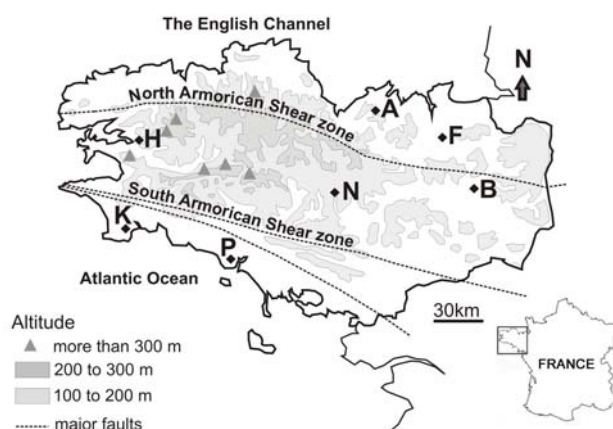 The English Channel
N
North Armorican Shear zone
A
F
H
N
B
South Armorican Shear zone
K
P
Atlantic Ocean
30km
Altitude
more than 300 m
200 to 300 m
100 to 200 m
major faults
FRANCE